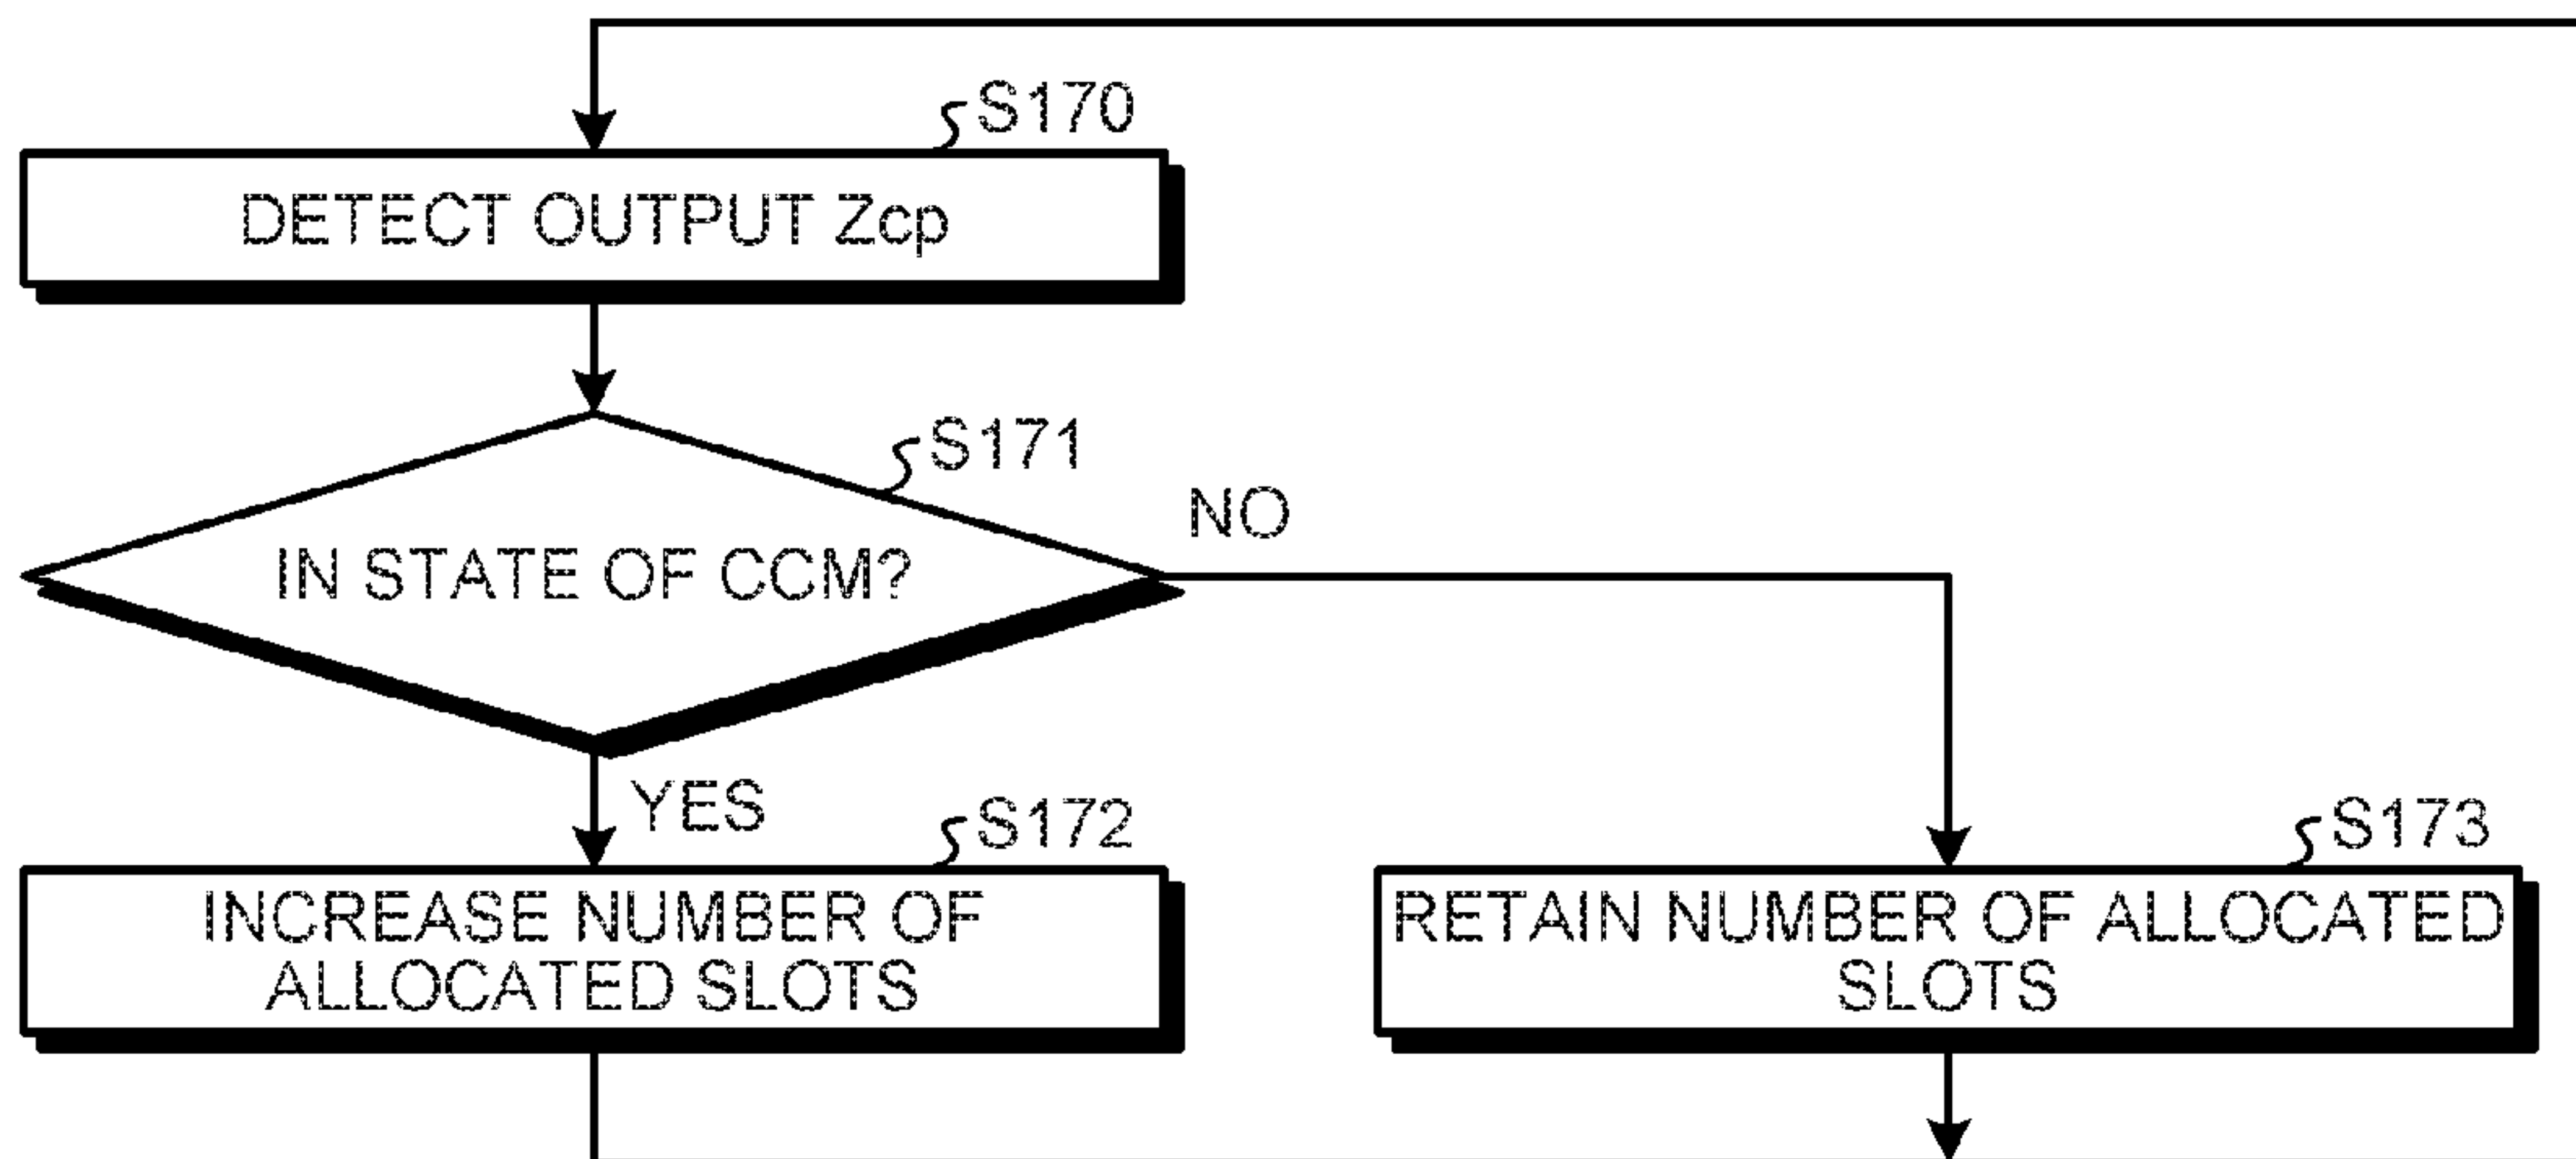 S170
DETECT OUTPUT Zcp
S171
IN STATE OF CCM?
NO
YES
S172
INCREASE NUMBER OF
ALLOCATED SLOTS
S173
RETAIN NUMBER OF ALLOCATED
SLOTS